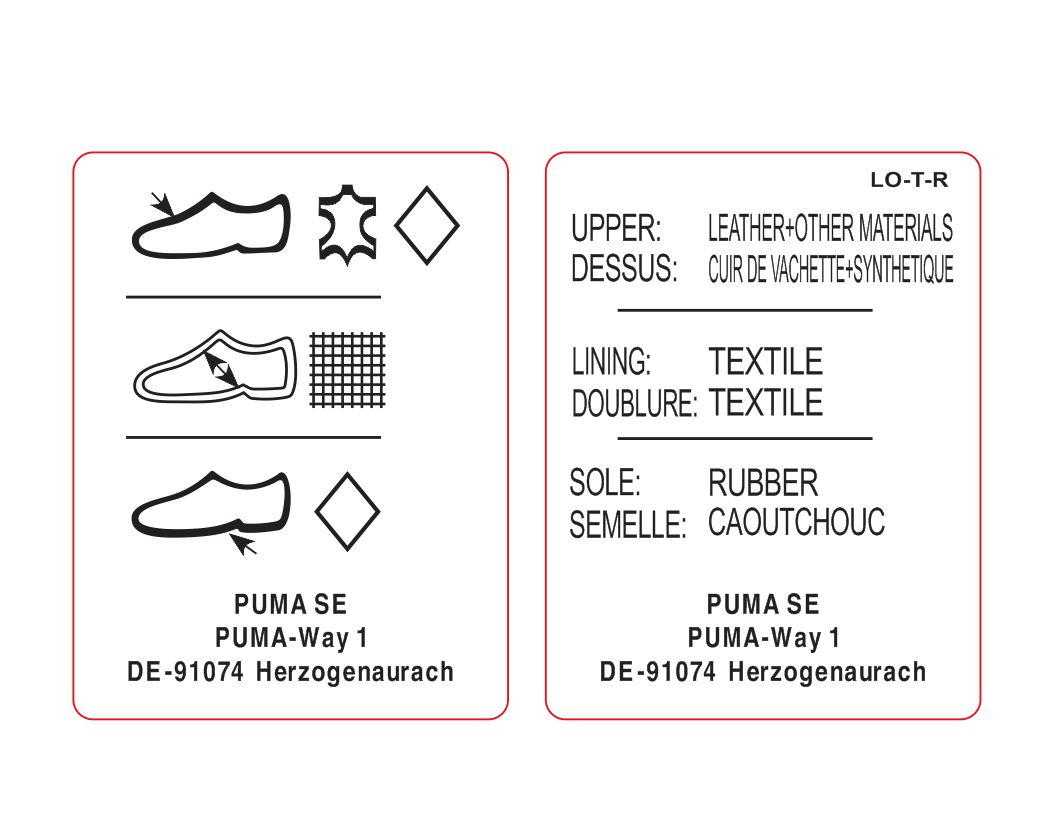 PUMA SE
PUMA-Way 1
DE-91074 Herzogenaurach
LO-T-R
UPPER: LEATHER+OTHER MATERIALS
DESSUS: CUIR DE VACHETTE+SYNTHETIQUE
LINING: TEXTILE
DOUBLURE: TEXTILE
SOLE: RUBBER
SEMELLE: CAOUTCHOUC
PUMA SE
PUMA-Way 1
DE-91074 Herzogenaurach